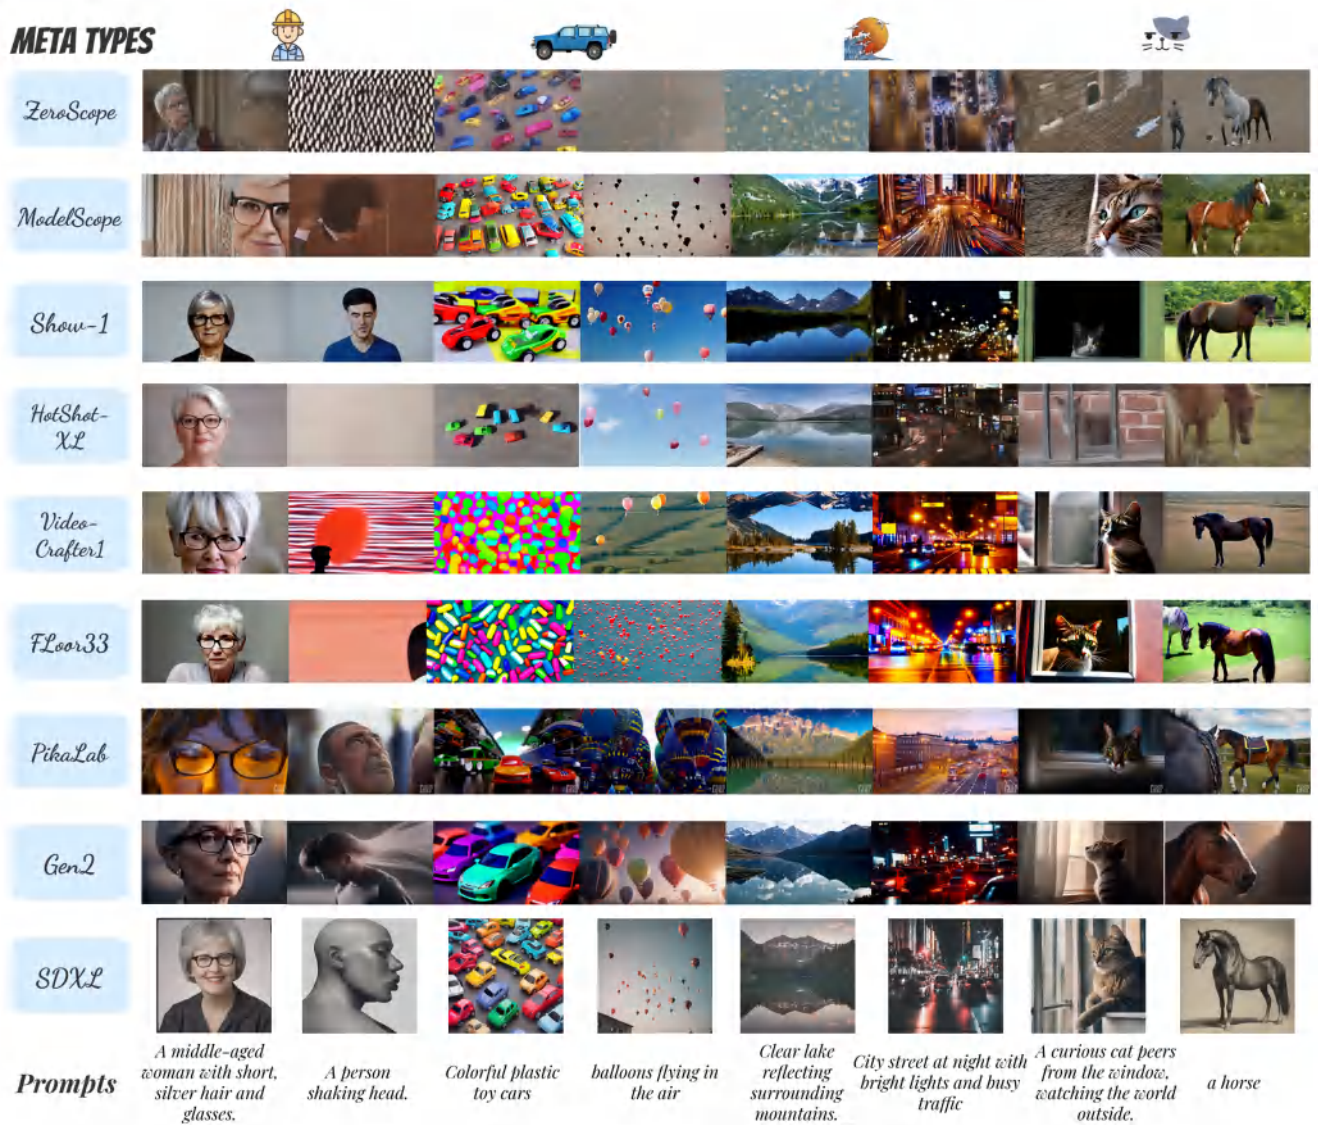 META TYPES
ZeroScope
ModelScope
Show-1
HotShot-
XL
Video-
Crafter1
FLoor33
PikaLab
Gen2
SDXL
Prompts
A middle-aged
woman with short,
silver hair and
glasses.
A person
shaking head.
Colorful plastic
toy cars
balloons flying in
the air
Clear lake
reflecting
surrounding
mountains.
City street at night with
bright lights and busy
traffic
A curious cat peers
from the window,
watching the world
outside.
a horse